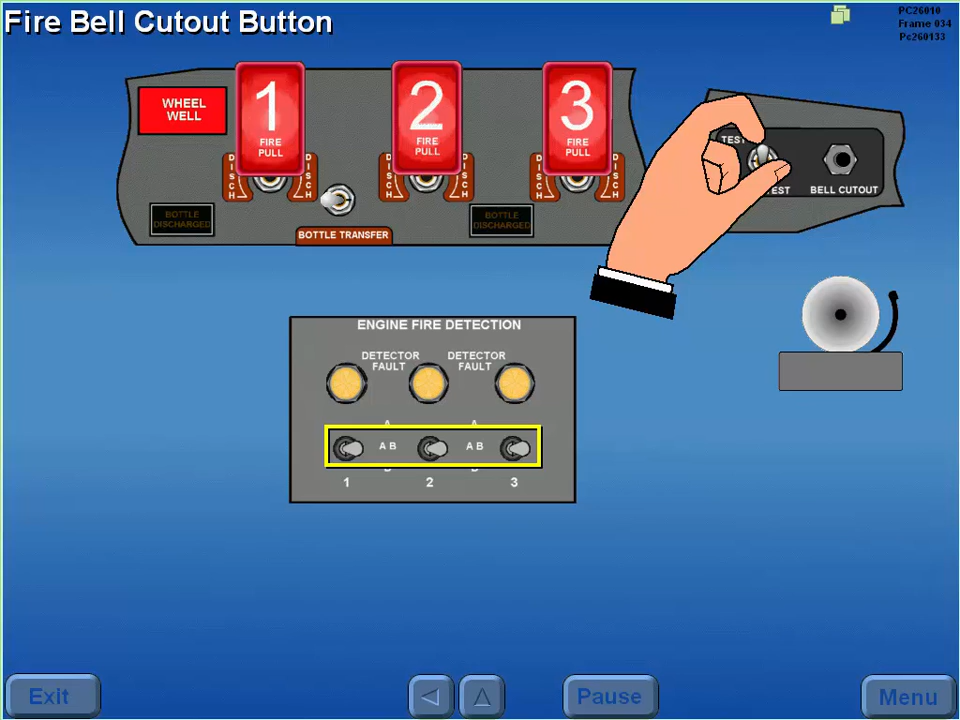 Fire Bell Cutout Button
PC26010
Frame 034
Pc260133
WHEEL
WELL
1
FIRE
PULL
2
FIRE
PULL
3
FIRE
PULL
DISCH
DISCH
DISCH
DISCH
DISCH
DISCH
BOTTLE
DISCHARGED
BOTTLE TRANSFER
BOTTLE
DISCHARGED
TEST
TEST
BELL CUTOUT
ENGINE FIRE DETECTION
DETECTOR
FAULT
DETECTOR
FAULT
A B
A B
1
2
3
Exit
Pause
Menu